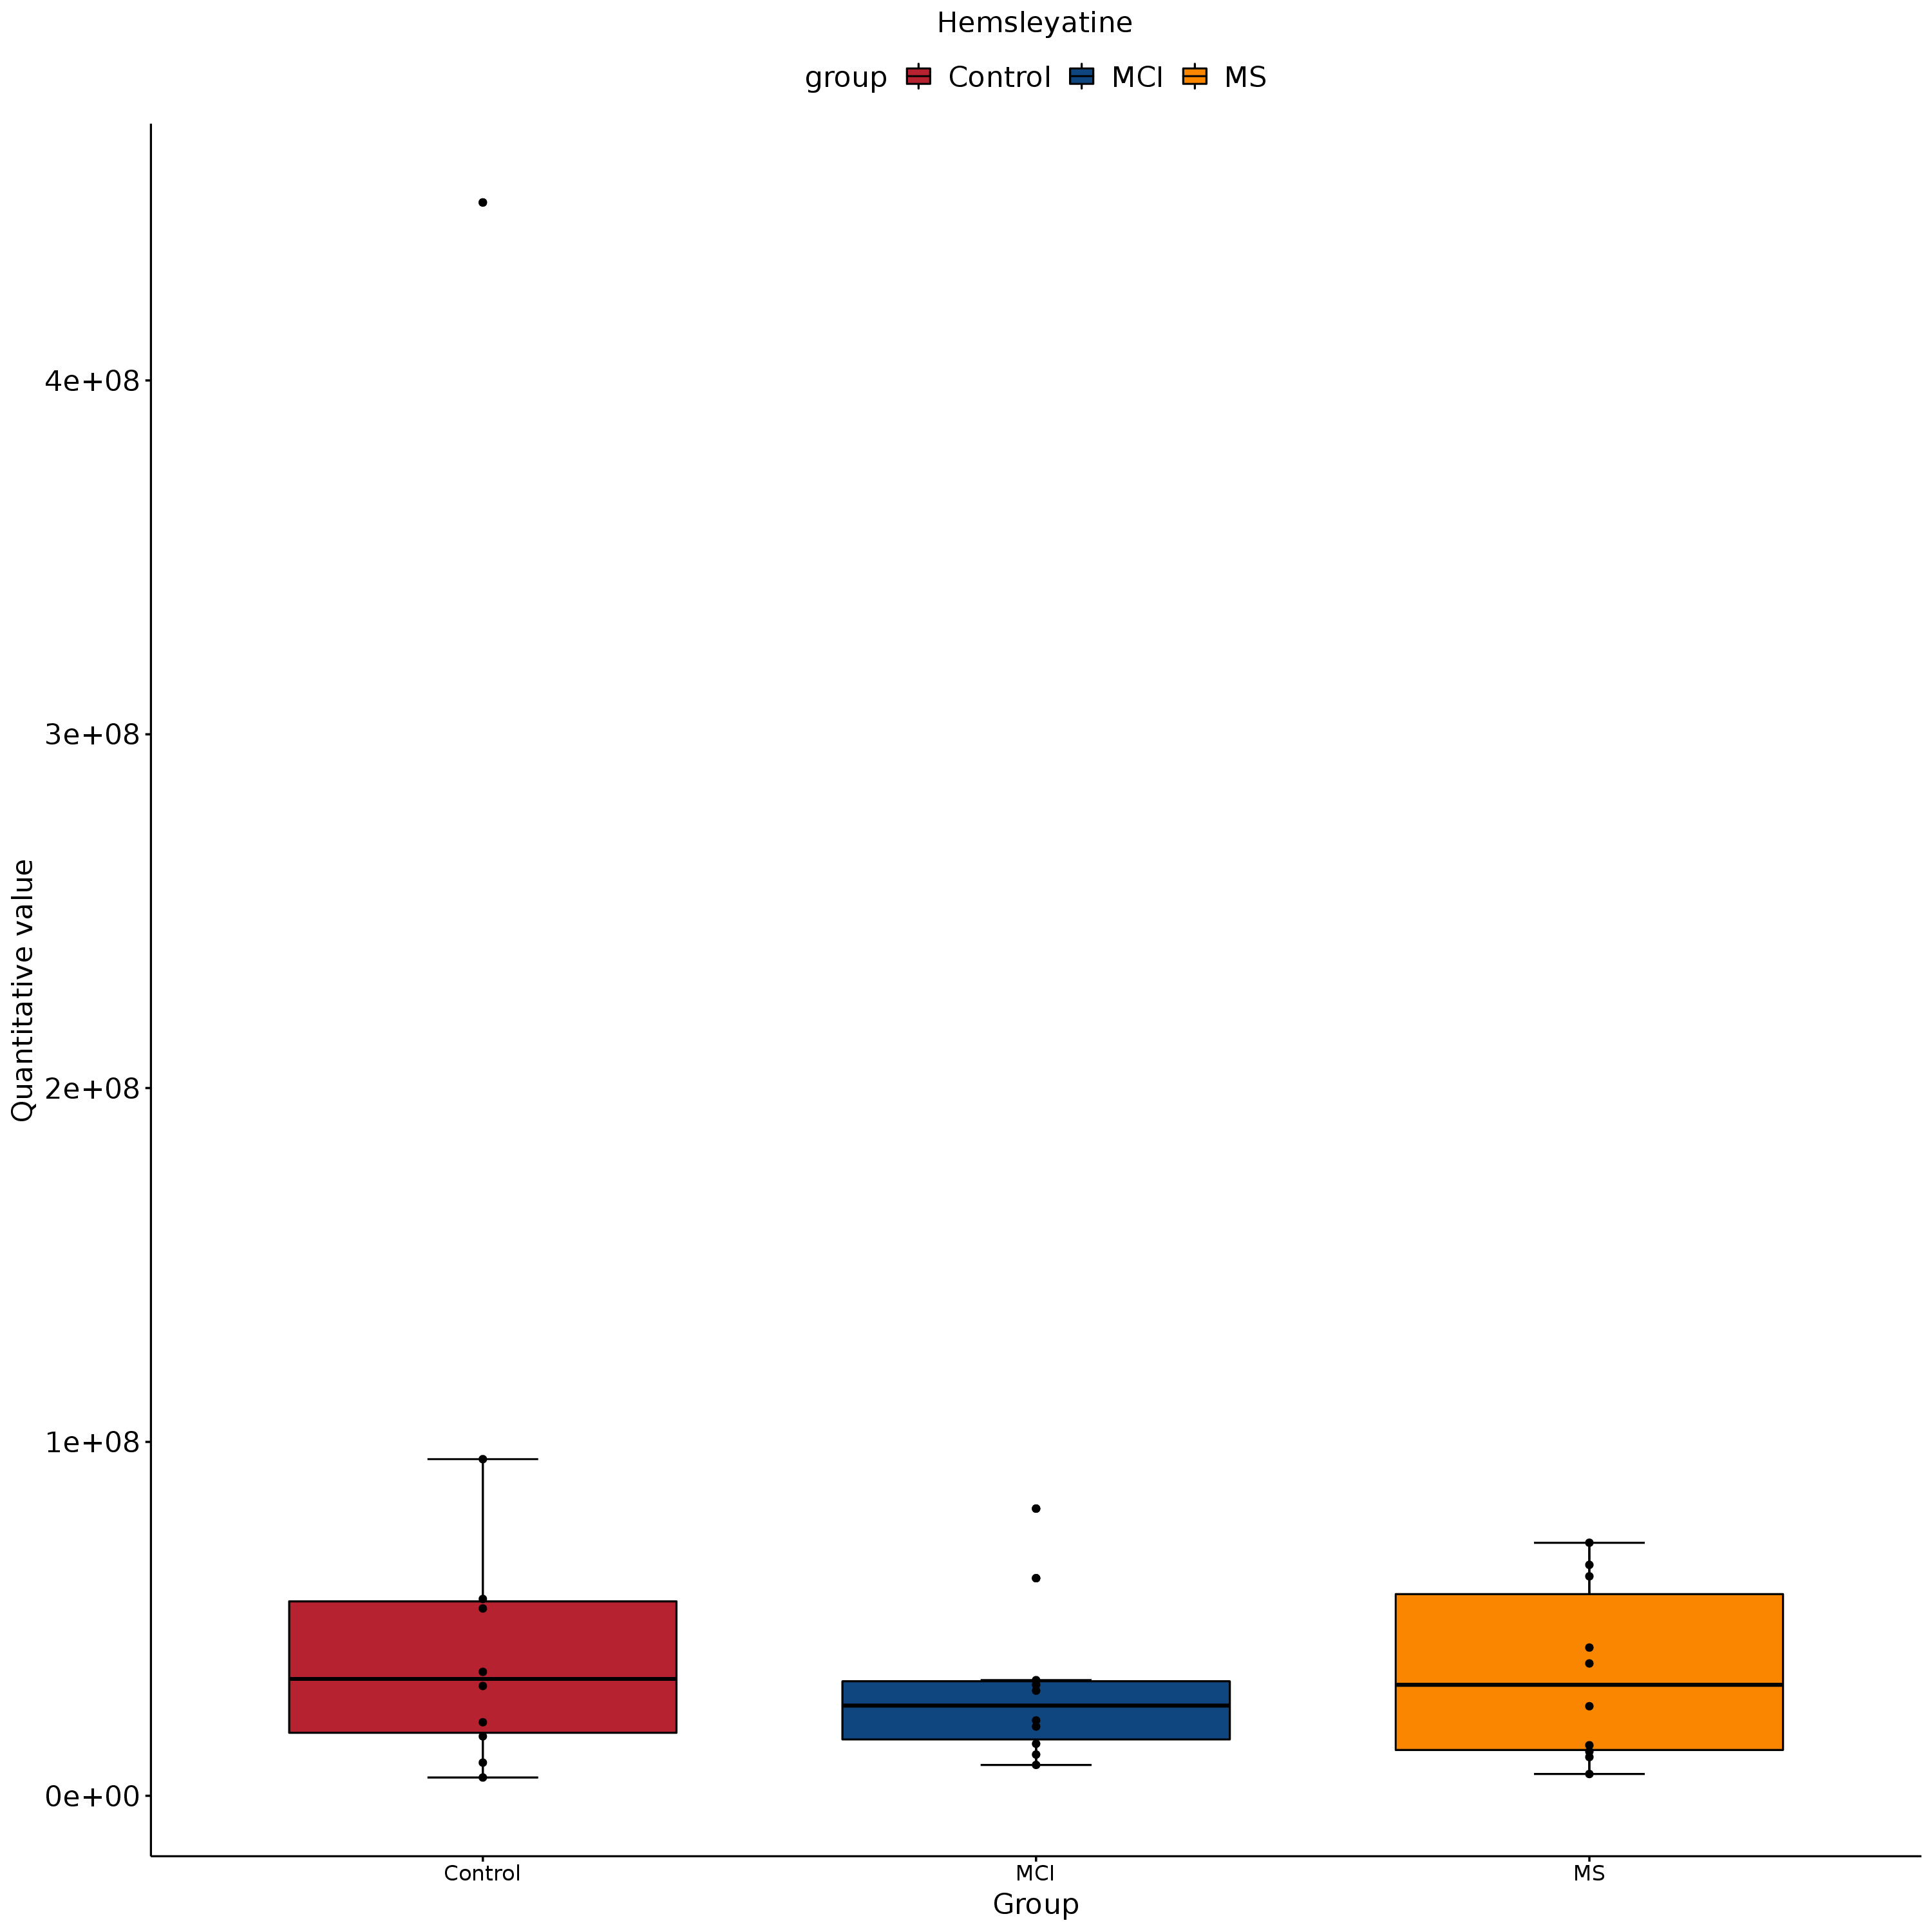 Hemsleyatine
group Control MCI MS
Quantitative value
4e+08
3e+08
2e+08
1e+08
0e+00
Control MCI MS
Group